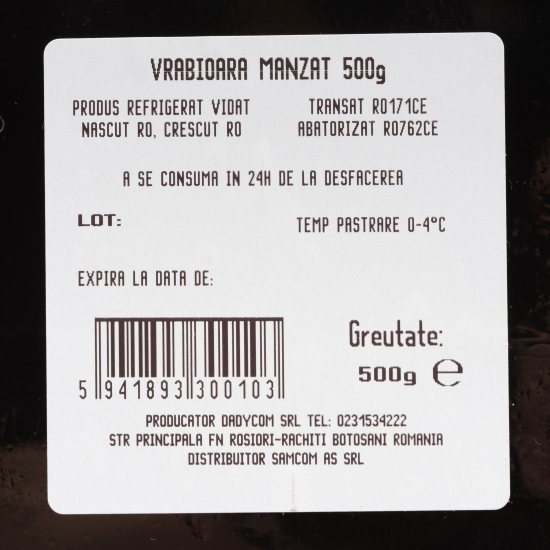 VRABIOARA MANZAT 500g
PRODUS REFRIGERAT VIDAT
NASCUT RO, CRESCUT RO
TRANSAT RO171CE
ABATORIZAT RO762CE
A SE CONSUMA IN 24H DE LA DESFACEREA
LOT:
TEMP PASTRARE 0-4°C
EXPIRA LA DATA DE:
Greutate:
500g ℮
5 941893 300103
PRODUCATOR DADYCOM SRL TEL: 0231534222
STR PRINCIPALA FN ROSIORI-RACHITI BOTOSANI ROMANIA
DISTRIBUITOR SAMCOM AS SRL